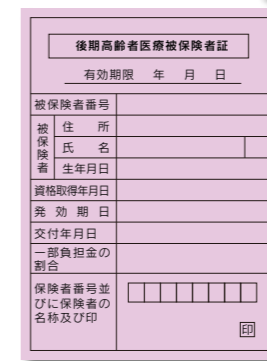 後期高齢者医療被保険者証
有効期限 年 月 日
被保険者番号
被保険者
住所
氏名
生年月日
資格取得年月日
発効期日
交付年月日
一部負担金の
割合
保険者番号並
びに保険者の
名称及び印
印